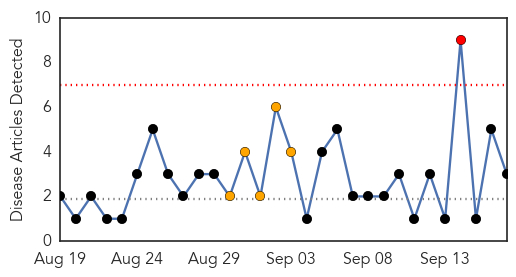 Disease Articles Detected
10
8
6
4
2
0
Aug 19
Aug 24
Aug 29
Sep 03
Sep 08
Sep 13